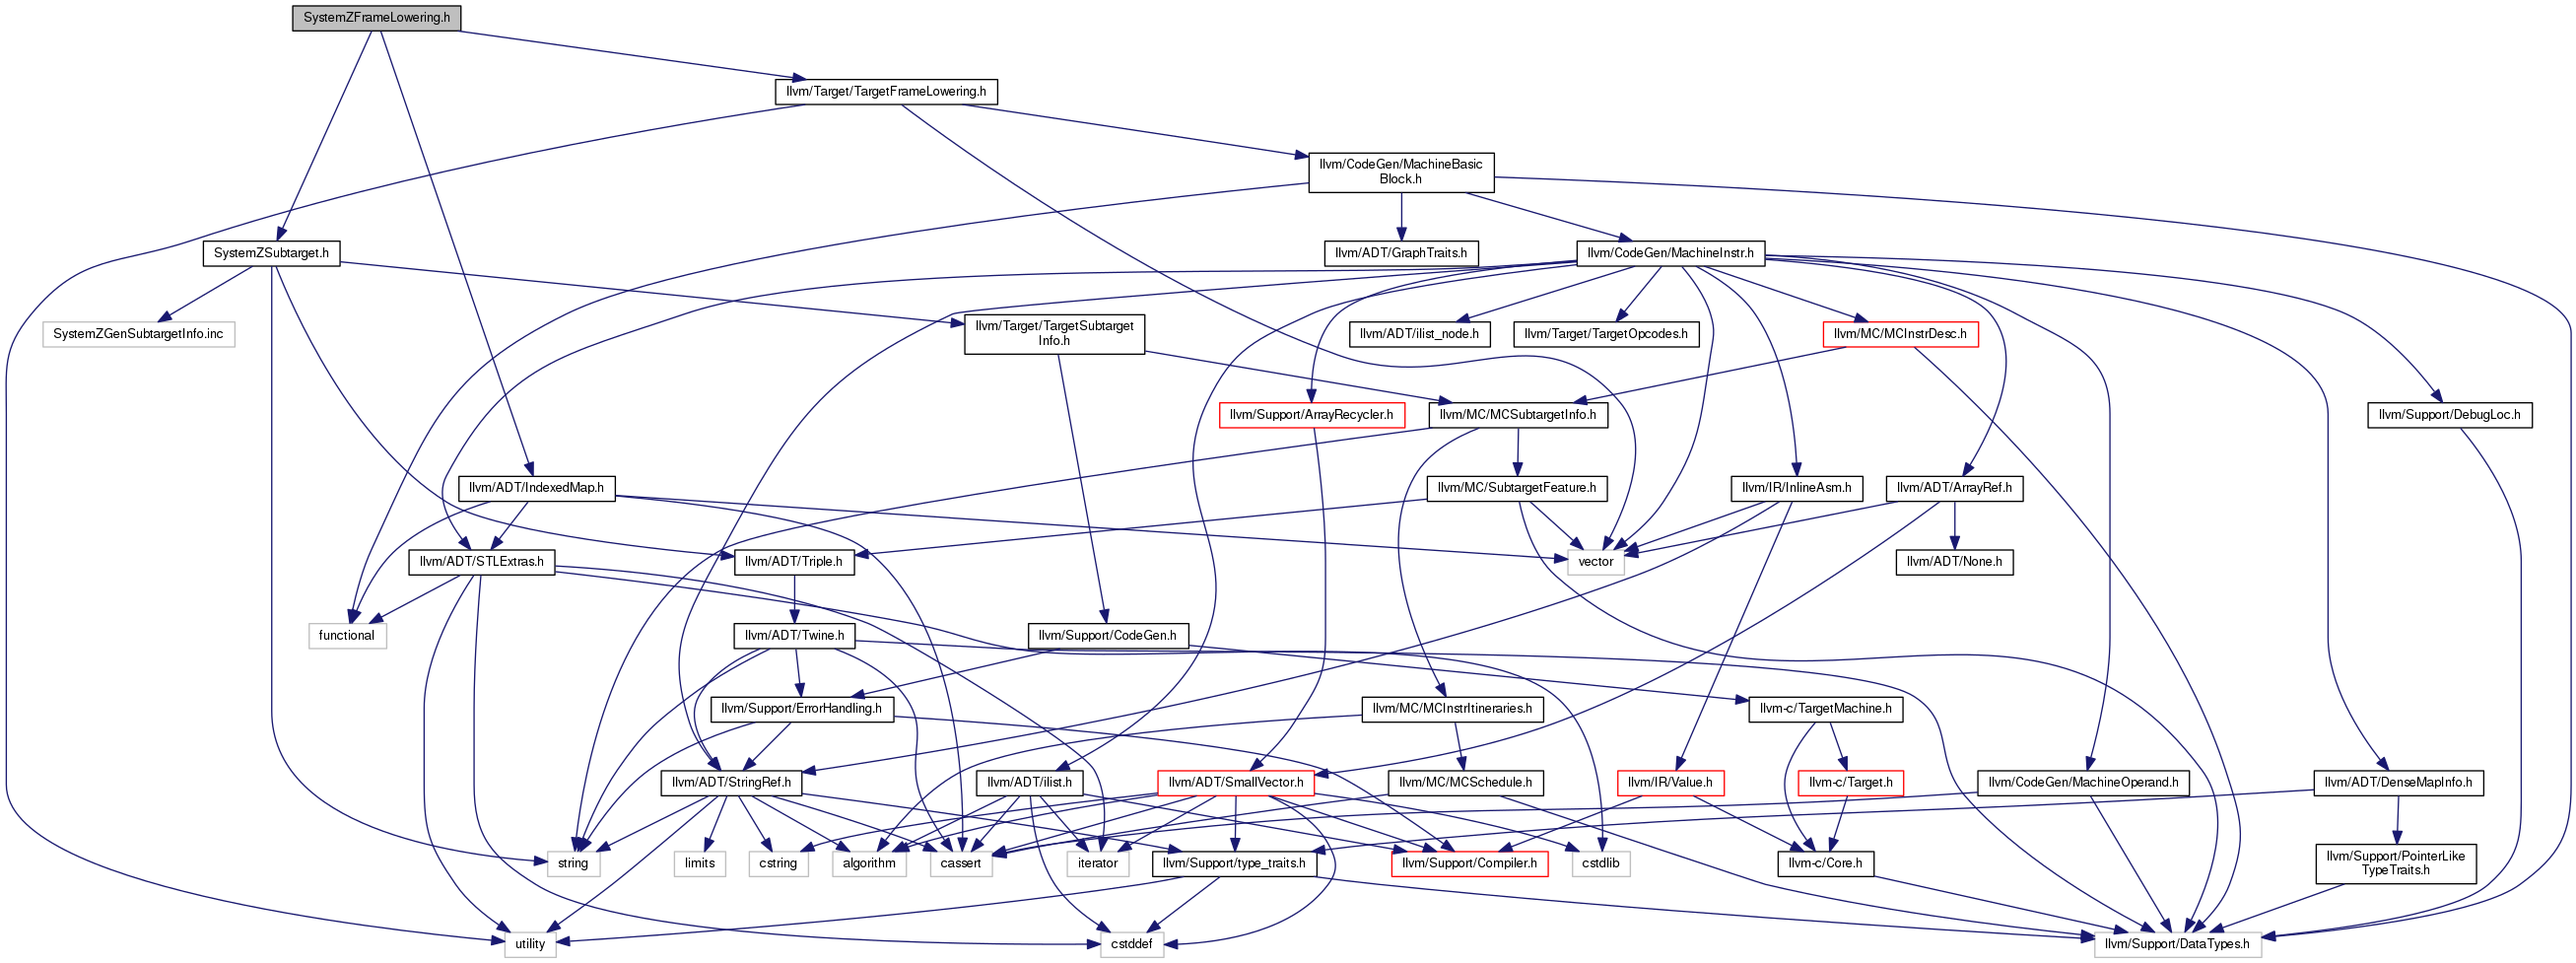 SystemZFrameLowering.h
llvm/Target/TargetFrameLowering.h
llvm/CodeGen/MachineBasic
Block.h
SystemZSubtarget.h
llvm/ADT/GraphTraits.h
llvm/CodeGen/MachineInstr.h
SystemZGenSubtargetInfo.inc
llvm/Target/TargetSubtarget
Info.h
llvm/ADT/ilist_node.h
llvm/Target/TargetOpcodes.h
llvm/MC/MCInstrDesc.h
llvm/Support/ArrayRecycler.h
llvm/MC/MCSubtargetInfo.h
llvm/Support/DebugLoc.h
llvm/ADT/IndexedMap.h
llvm/MC/SubtargetFeature.h
llvm/IR/InlineAsm.h
llvm/ADT/ArrayRef.h
llvm/ADT/STLExtras.h
llvm/ADT/Triple.h
vector
llvm/ADT/None.h
functional
llvm/ADT/Twine.h
llvm/Support/CodeGen.h
llvm/Support/ErrorHandling.h
llvm/MC/MCInstrItineraries.h
llvm-c/TargetMachine.h
llvm/ADT/StringRef.h
llvm/ADT/ilist.h
llvm/ADT/SmallVector.h
llvm/MC/MCSchedule.h
llvm/IR/Value.h
llvm-c/Target.h
llvm/CodeGen/MachineOperand.h
llvm/ADT/DenseMapInfo.h
string
limits
cstring
algorithm
cassert
iterator
llvm/Support/type_traits.h
llvm/Support/Compiler.h
cstdlib
llvm-c/Core.h
llvm/Support/PointerLike
TypeTraits.h
utility
cstddef
llvm/Support/DataTypes.h